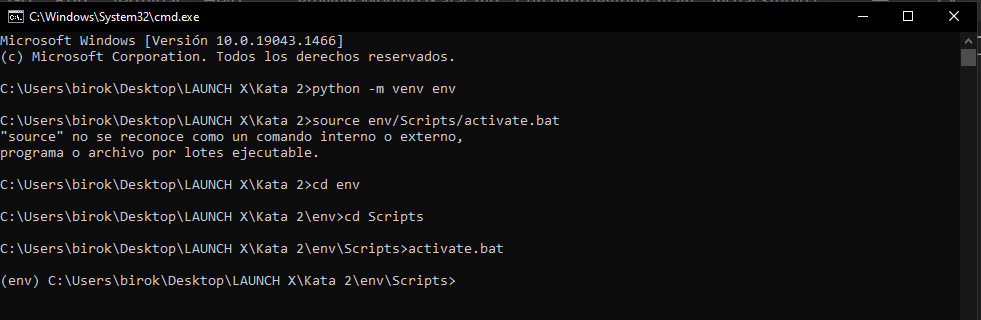 C:\Windows\System32\cmd.exe
Microsoft Windows [Versión 10.0.19043.1466]
(c) Microsoft Corporation. Todos los derechos reservados.
C:\Users\birok\Desktop\LAUNCH X\Kata 2>python -m venv env
C:\Users\birok\Desktop\LAUNCH X\Kata 2>source env/Scripts/activate.bat
"source" no se reconoce como un comando interno o externo,
programa o archivo por lotes ejecutable.
C:\Users\birok\Desktop\LAUNCH X\Kata 2>cd env
C:\Users\birok\Desktop\LAUNCH X\Kata 2\env>cd Scripts
C:\Users\birok\Desktop\LAUNCH X\Kata 2\env\Scripts>activate.bat
(env) C:\Users\birok\Desktop\LAUNCH X\Kata 2\env\Scripts>